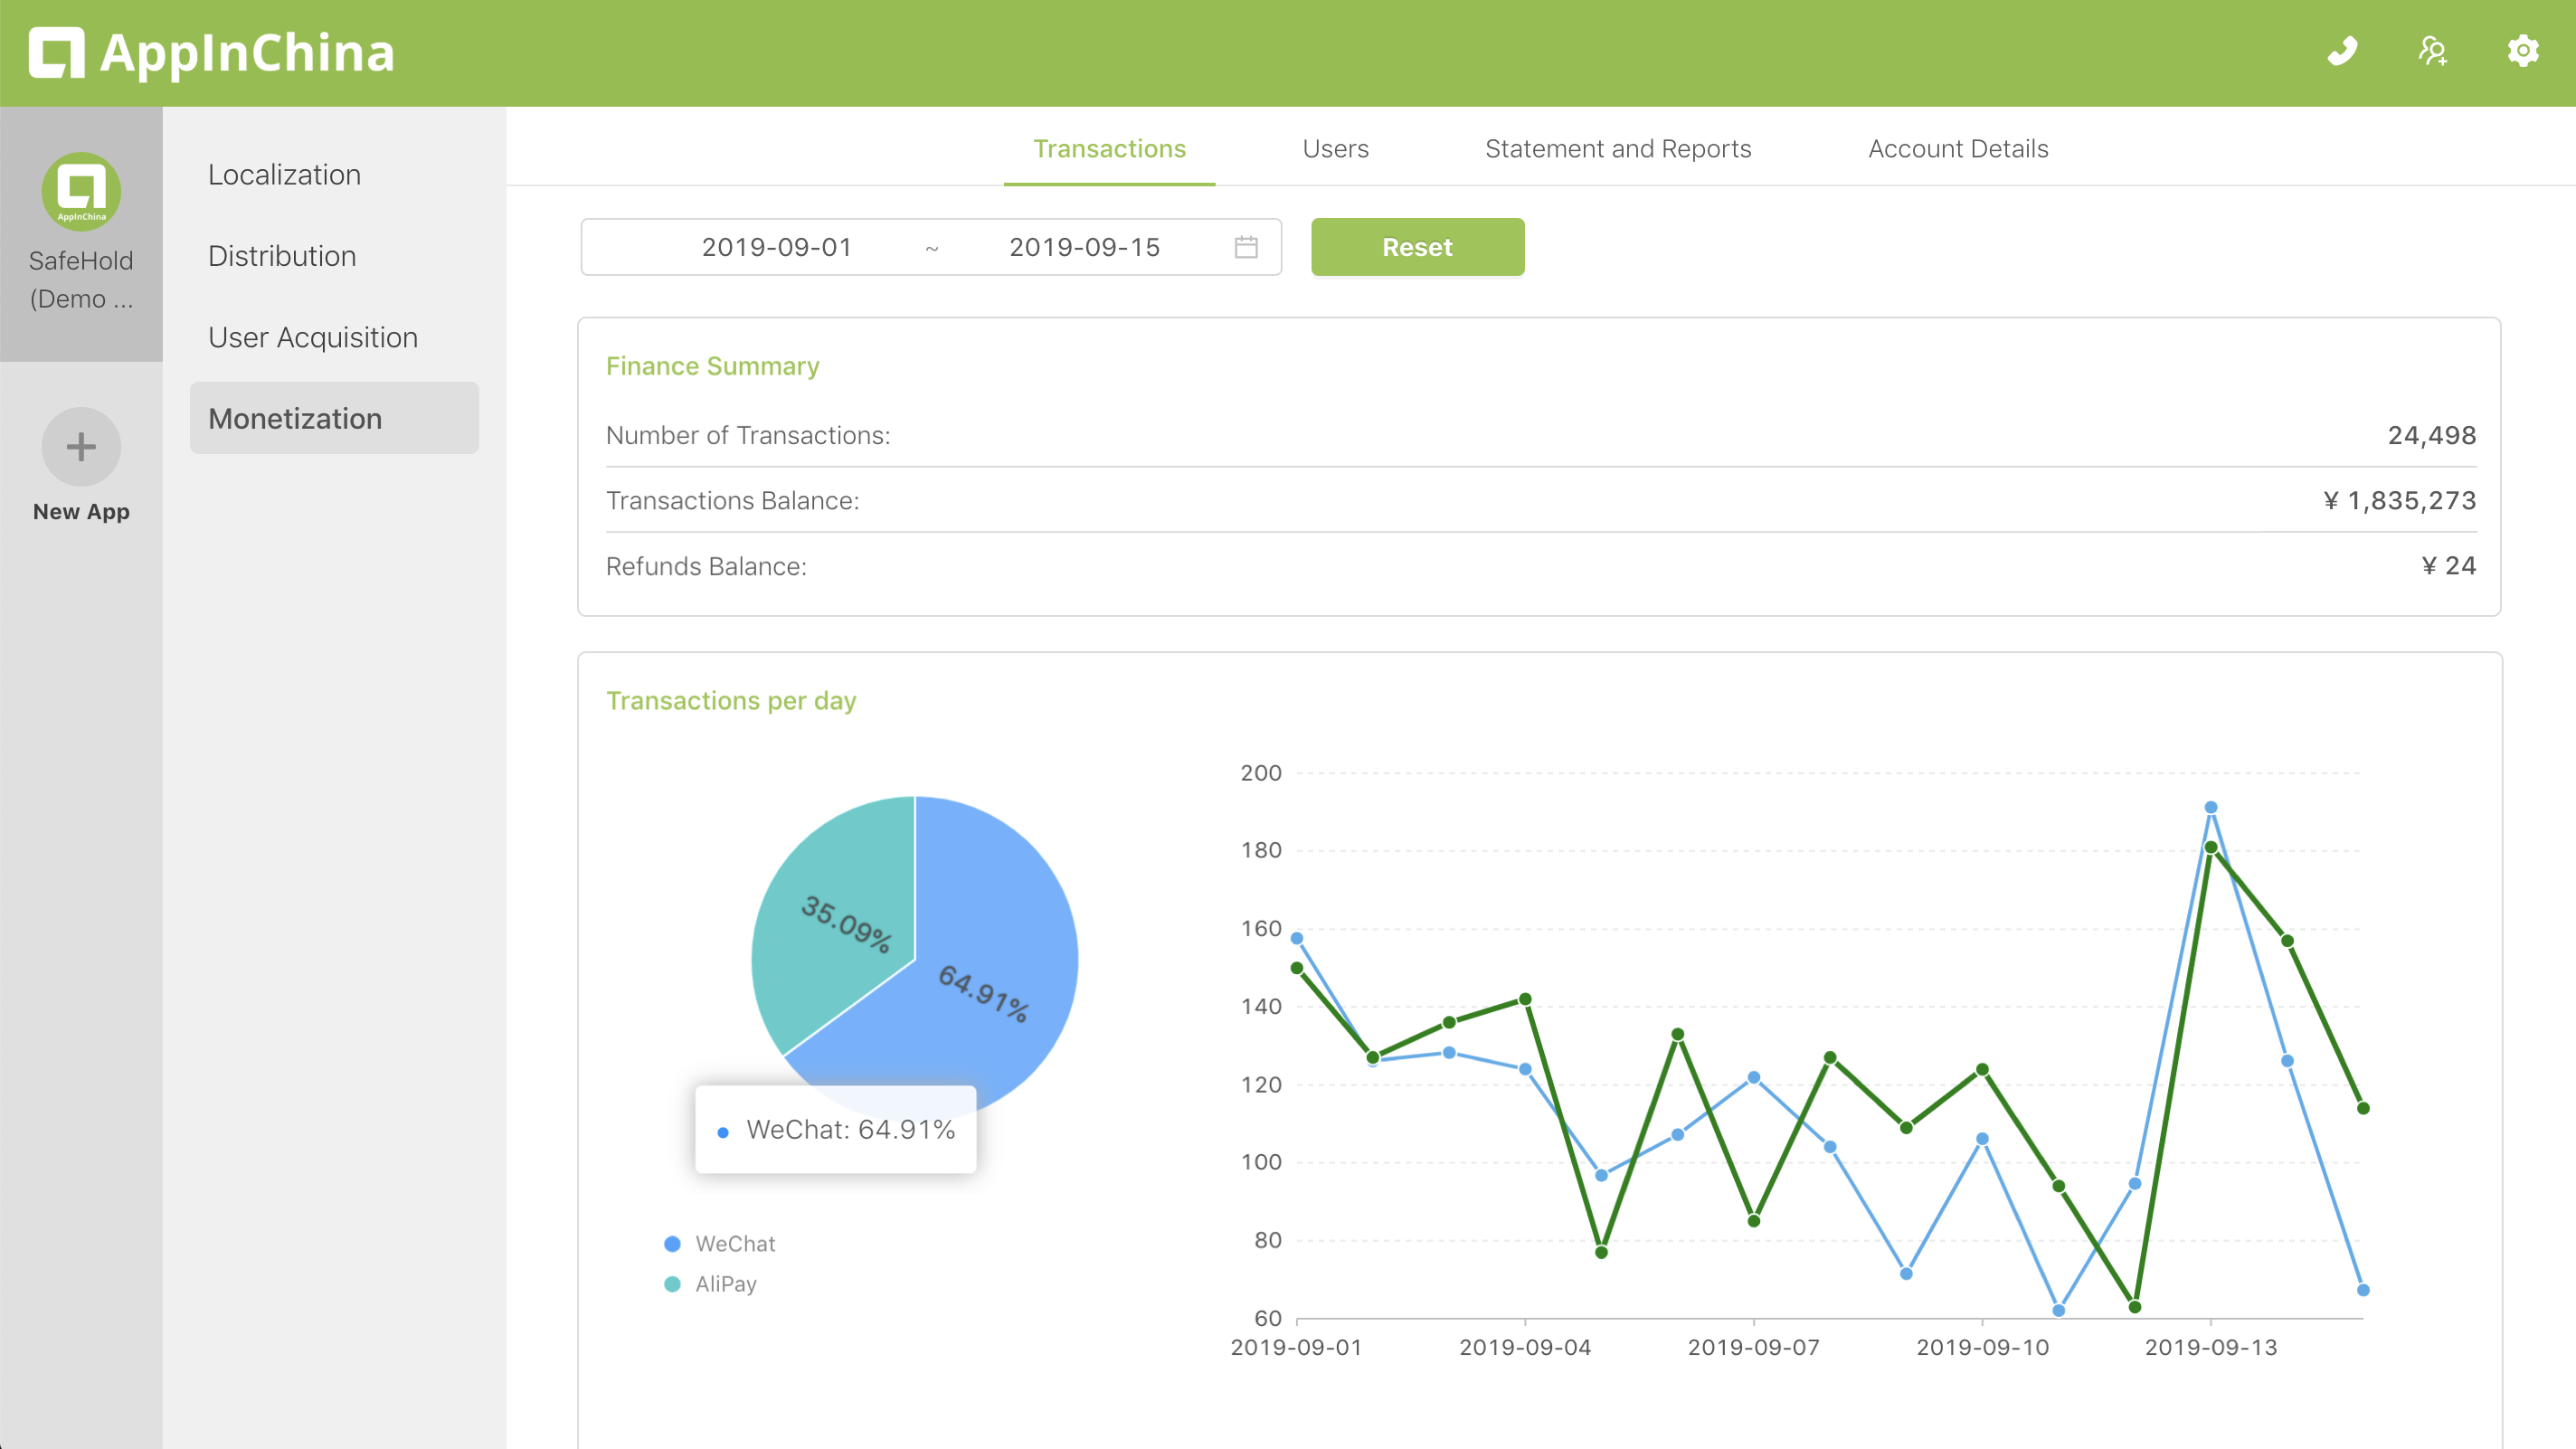 AppInChina
AppInChina
SafeHold
(Demo ...
New App
Localization
Distribution
User Acquisition
Monetization
Transactions
Users
Statement and Reports
Account Details
2019-09-01 ~ 2019-09-15
Reset
Finance Summary
Number of Transactions: 24,498
Transactions Balance: ¥ 1,835,273
Refunds Balance: ¥ 24
Transactions per day
35.09%
64.91%
WeChat: 64.91%
WeChat
AliPay
200
180
160
140
120
100
80
60
2019-09-01 2019-09-04 2019-09-07 2019-09-10 2019-09-13